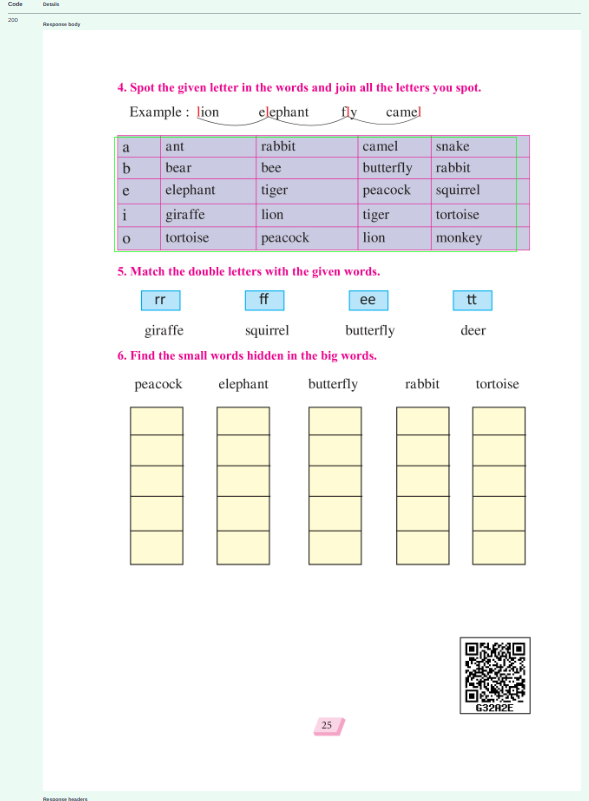 Code Details
200
Response body
4. Spot the given letter in the words and join all the letters you spot.
Example : lion elephant fly camel
a ant rabbit camel snake
b bear bee butterfly rabbit
e elephant tiger peacock squirrel
i giraffe lion tiger tortoise
o tortoise peacock lion monkey
5. Match the double letters with the given words.
rr ff ee tt
giraffe squirrel butterfly deer
6. Find the small words hidden in the big words.
peacock elephant butterfly rabbit tortoise
G32A2E
25
Response headers